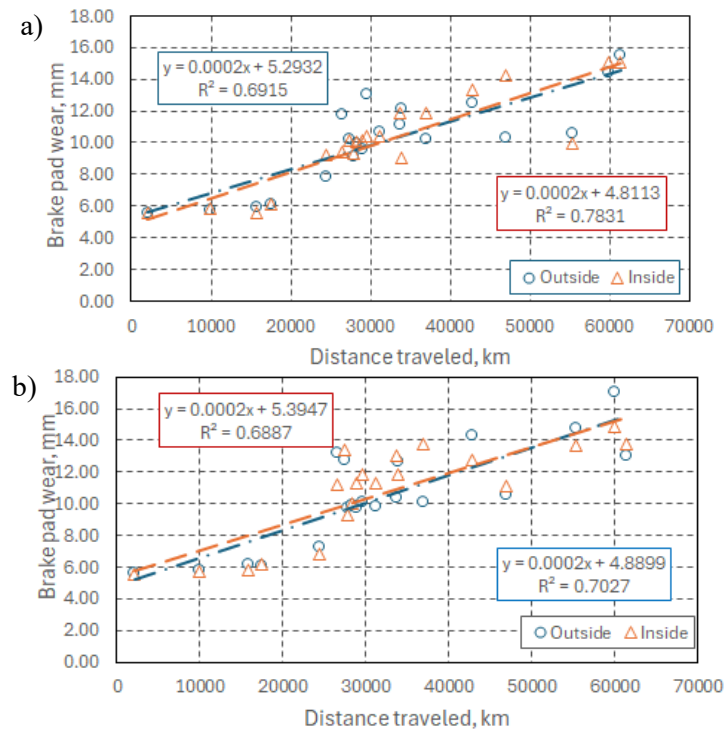 a)
18.00
16.00
14.00
12.00
10.00
8.00
6.00
4.00
2.00
0.00
Brake pad wear, mm
y = 0.0002x + 5.2932
R² = 0.6915
y = 0.0002x + 4.8113
R² = 0.7831
Outside Inside
0 10000 20000 30000 40000 50000 60000 70000
Distance traveled, km
b)
18.00
16.00
14.00
12.00
10.00
8.00
6.00
4.00
2.00
0.00
Brake pad wear, mm
y = 0.0002x + 5.3947
R² = 0.6887
y = 0.0002x + 4.8899
R² = 0.7027
Outside Inside
0 10000 20000 30000 40000 50000 60000 70000
Distance traveled, km